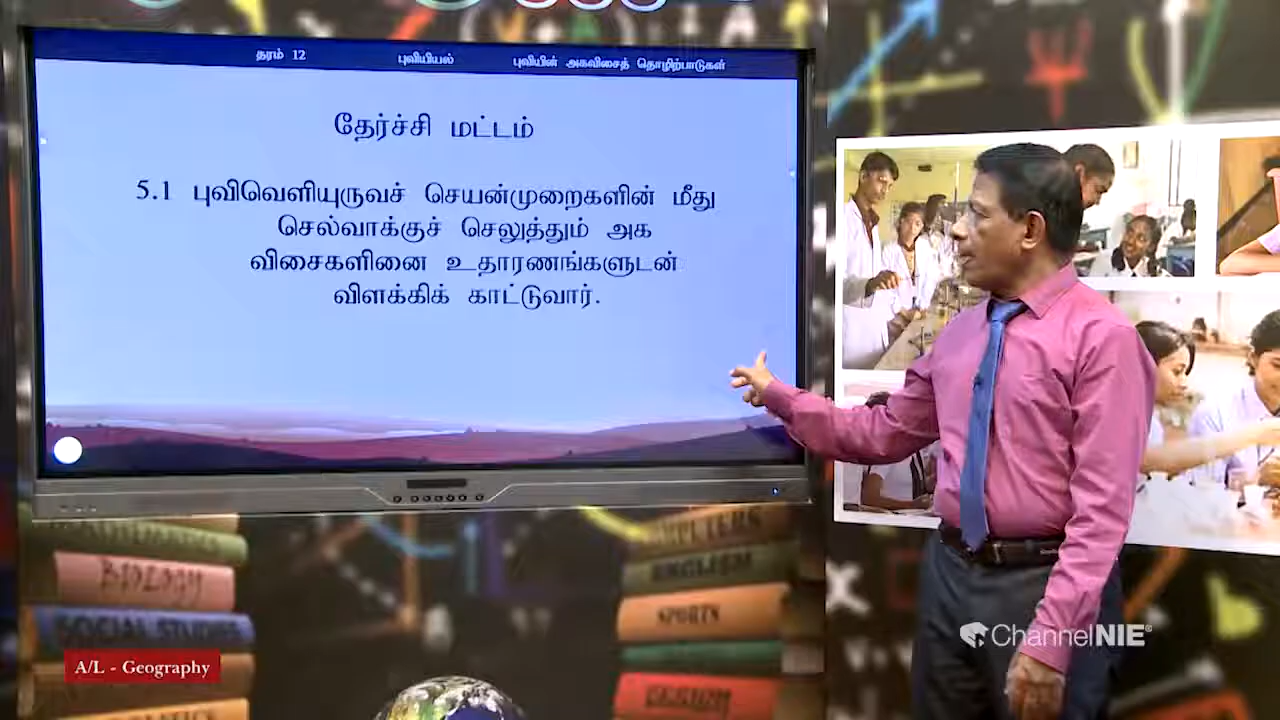 தரம் 12 புவியியல் புவியின் அகவிசைத் தொழிற்பாடுகள்
தேர்ச்சி மட்டம்
5.1 புவிவெளியுருவச் செயன்முறைகளின் மீது
செல்வாக்குச் செலுத்தும் அக
விசைகளினை உதாரணங்களுடன்
விளக்கிக் காட்டுவார்.
MATHEMATICS
BIOLOGY
SOCIAL STUDIES
ENGLISH
SPORTS
A/L - Geography
ChannelNIE®